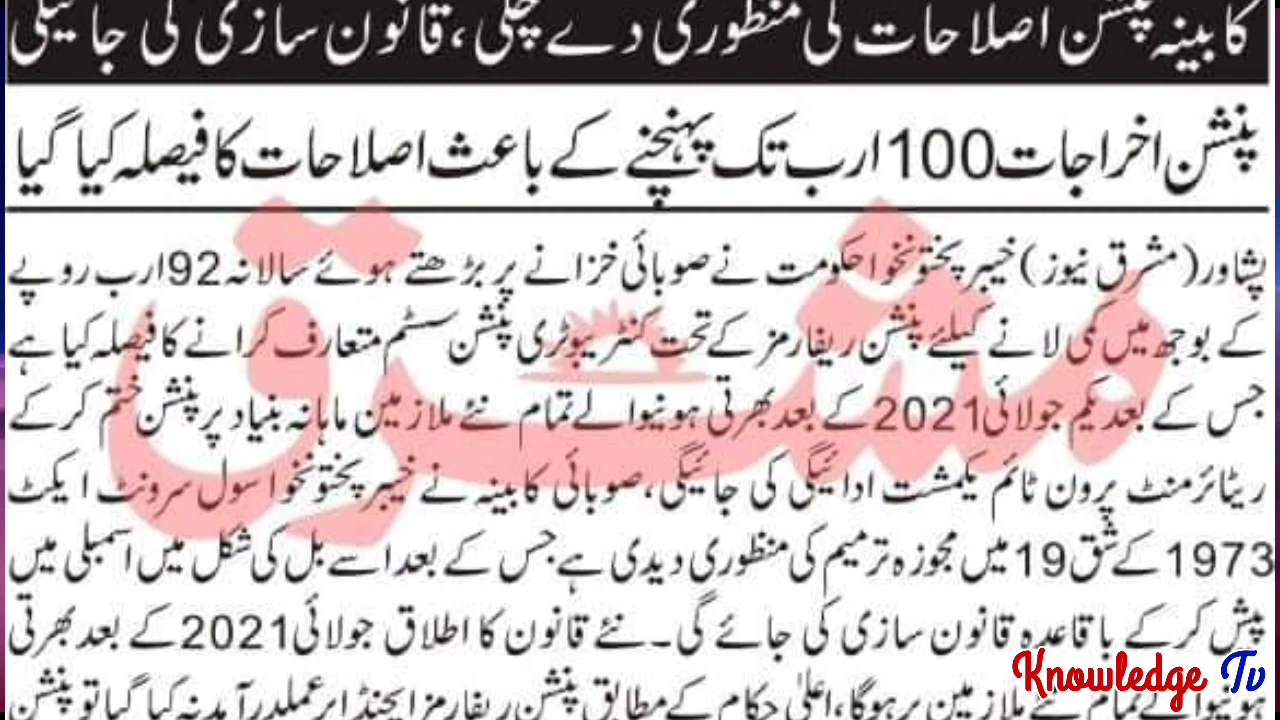 کابینہ پنشن اصلاحات کی منظوری دے چکی، قانون سازی کی جائیگی
پنشن اخراجات 100 ارب تک پہنچنے کے باعث اصلاحات کا فیصلہ کیا گیا
پشاور (مشرق نیوز) خیبر پختونخوا حکومت نے صوبائی خزانے پر بڑھتے ہوئے سالانہ 92 ارب روپے
کے بوجھ میں کمی لانے کیلئے پنشن ریفارمز کے تحت کنٹریبوٹری پنشن سسٹم متعارف کرانے کا فیصلہ کیا ہے
جس کے بعد یکم جولائی 2021 کے بعد بھرتی ہونیوالے تمام نئے ملازمین ماہانہ بنیاد پر پنشن ختم کر کے
ریٹائرمنٹ پر ون ٹائم یکمشت ادائیگی کی جائیگی، صوبائی کابینہ نے خیبر پختونخوا سول سرونٹ ایکٹ
1973 کے شق 19 میں مجوزہ ترمیم کی منظوری دیدی ہے جس کے بعد اسے بل کی شکل میں اسمبلی میں
پیش کر کے باقاعدہ قانون سازی کی جائے گی۔ نئے قانون کا اطلاق جولائی 2021 کے بعد بھرتی
ہونیوالے تمام نئے ملازمین پر ہوگا، اعلیٰ حکام کے مطابق پنشن ریفارمز ایجنڈا پر عملدرآمد نہ کیا گیا تو پنشن
مشرق
Knowledge Tv